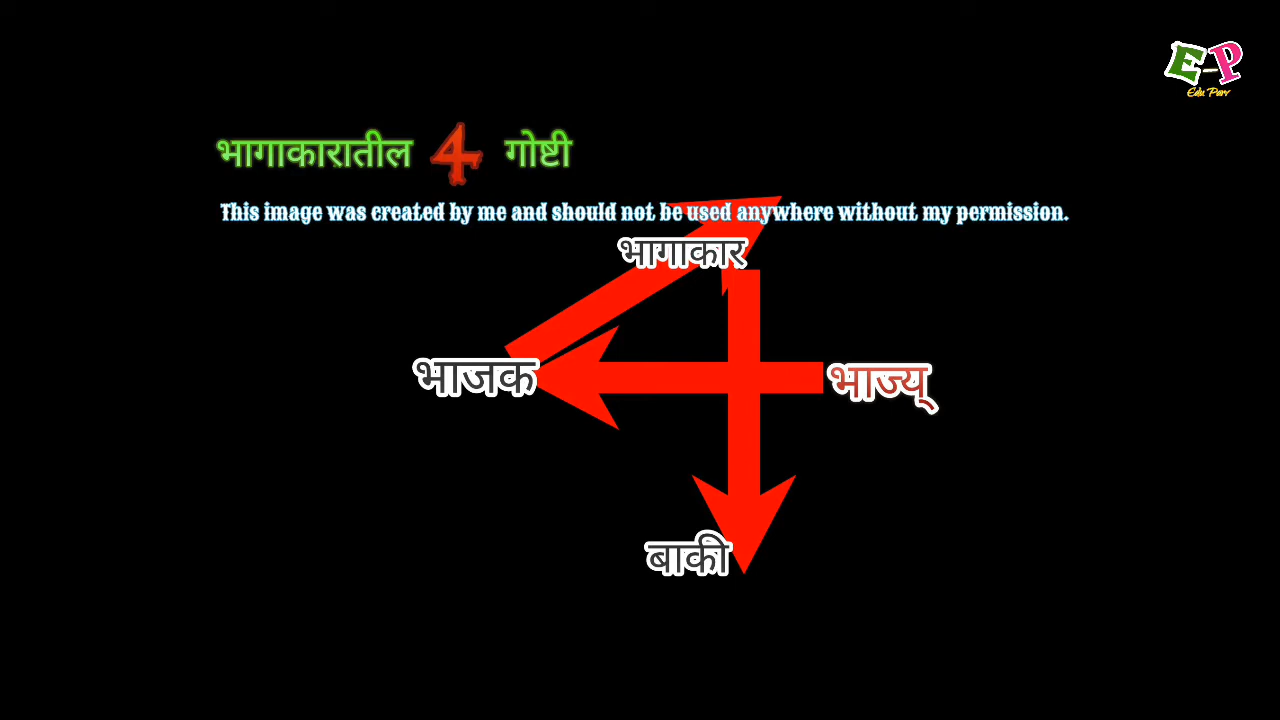 E-P
Edu Parv
भागाकारातील 4 गोष्टी
This image was created by me and should not be used anywhere without my permission.
भागाकार
भाजक
भाज्य्
बाकी